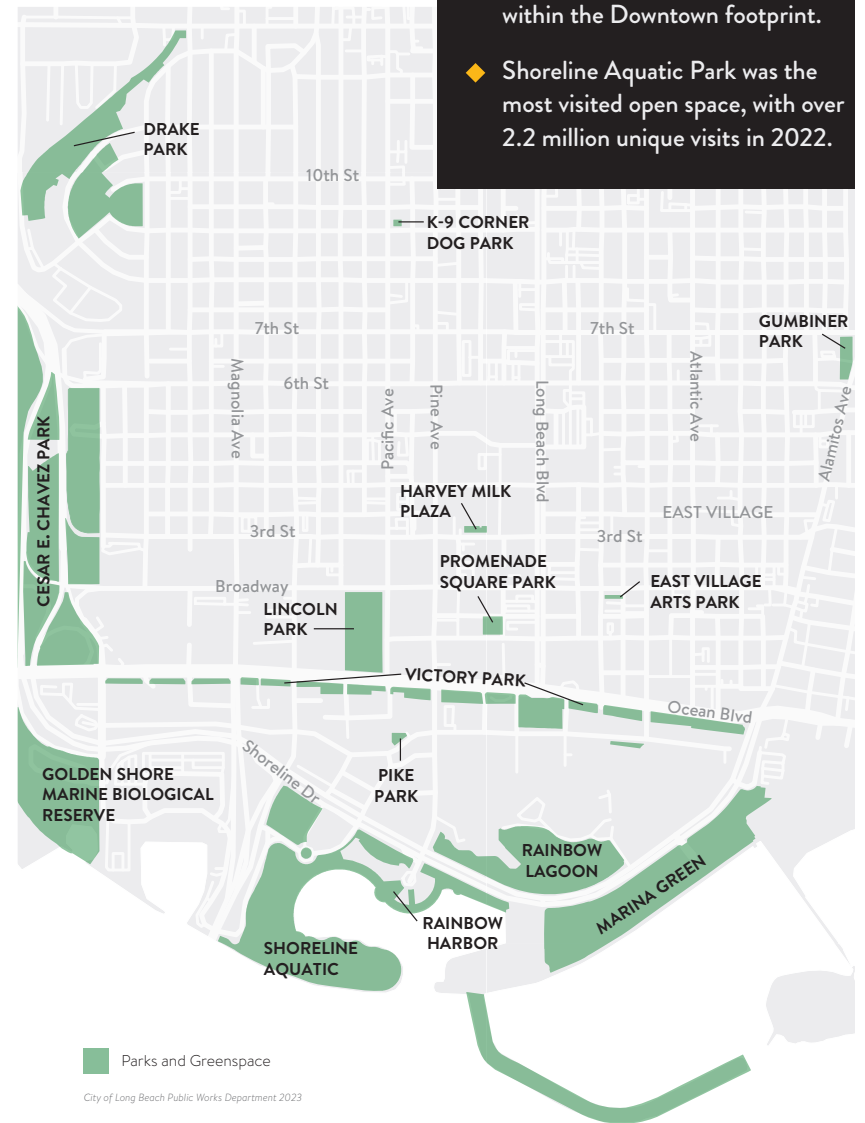 within the Downtown footprint.
Shoreline Aquatic Park was the
most visited open space, with over
2.2 million unique visits in 2022.
DRAKE
PARK
10th St
K-9 CORNER
DOG PARK
GUMBINER
PARK
7th St
7th St
6th St
Magnolia Ave
Pacific Ave
Pine Ave
Long Beach Blvd
Atlantic Ave
Alamitos Ave
CESAR E. CHAVEZ PARK
HARVEY MILK
PLAZA
EAST VILLAGE
3rd St
3rd St
PROMENADE
SQUARE PARK
EAST VILLAGE
ARTS PARK
Broadway
LINCOLN
PARK
VICTORY PARK
Ocean Blvd
Shoreline Dr
GOLDEN SHORE
MARINE BIOLOGICAL
RESERVE
PIKE
PARK
RAINBOW
LAGOON
MARINA GREEN
RAINBOW
HARBOR
SHORELINE
AQUATIC
Parks and Greenspace
City of Long Beach Public Works Department 2023